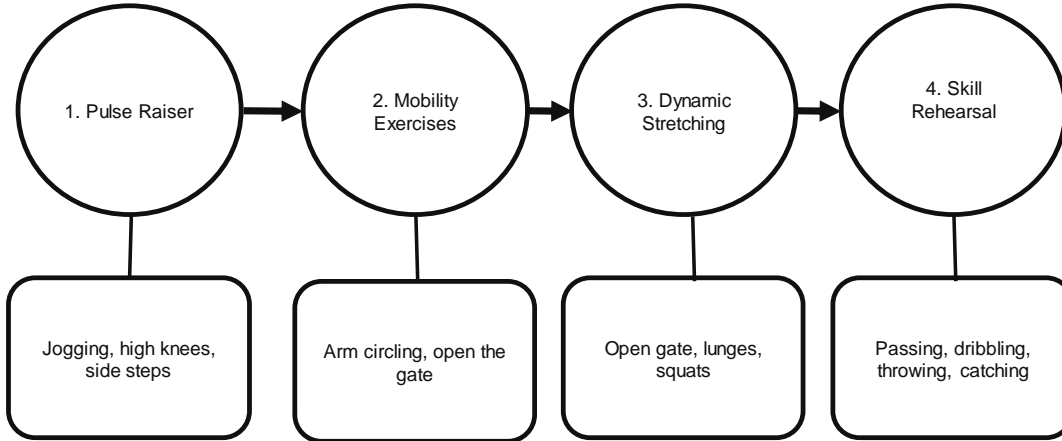 1. Pulse Raiser
2. Mobility
Exercises
3. Dynamic
Stretching
4. Skill
Rehearsal
Jogging, high knees,
side steps
Arm circling, open the
gate
Open gate, lunges,
squats
Passing, dribbling,
throwing, catching